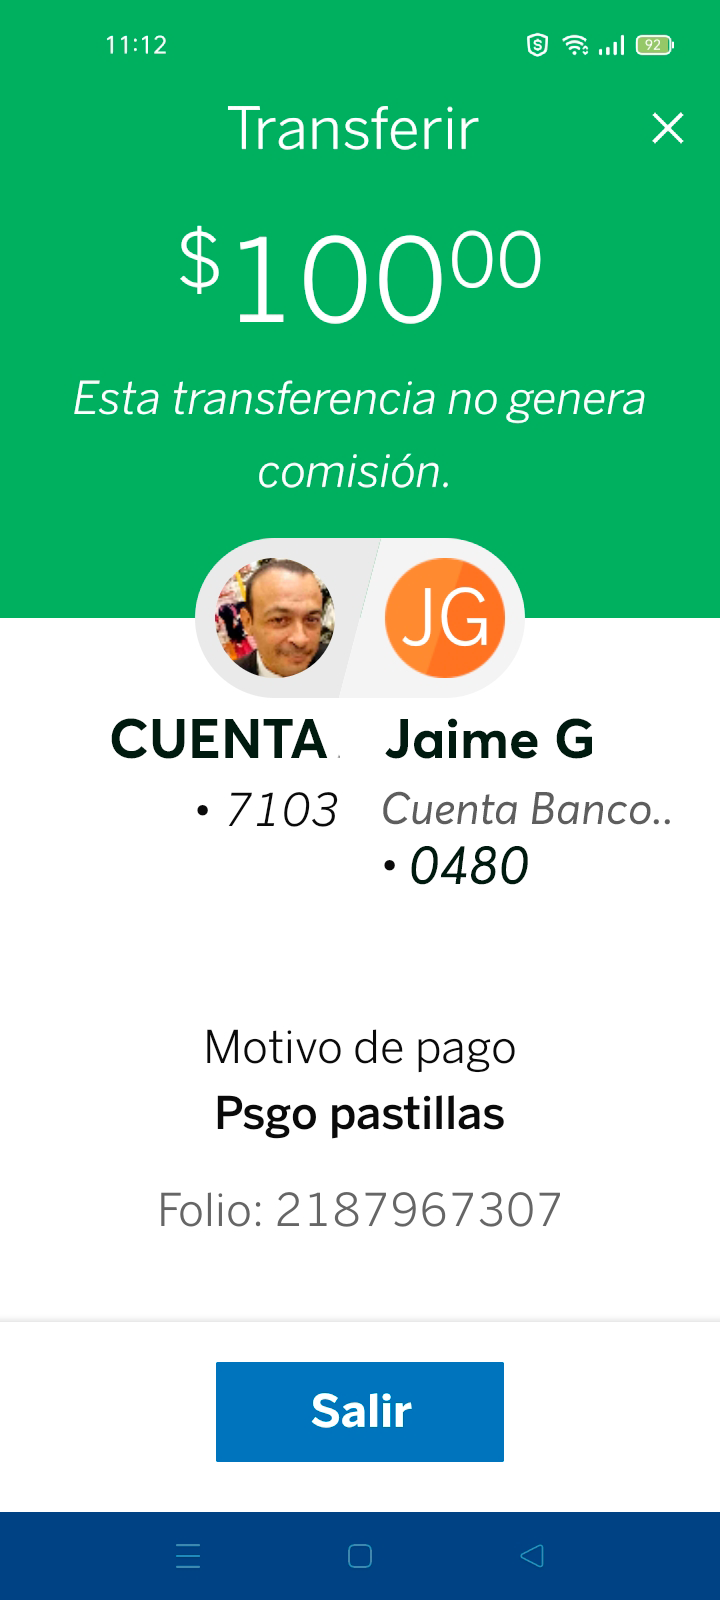 11:12
92
Transferir
$100 00
Esta transferencia no genera
comisión.
JG
CUENTA . Jaime G
• 7103 Cuenta Banco..
• 0480
Motivo de pago
Psgo pastillas
Folio: 2187967307
Salir